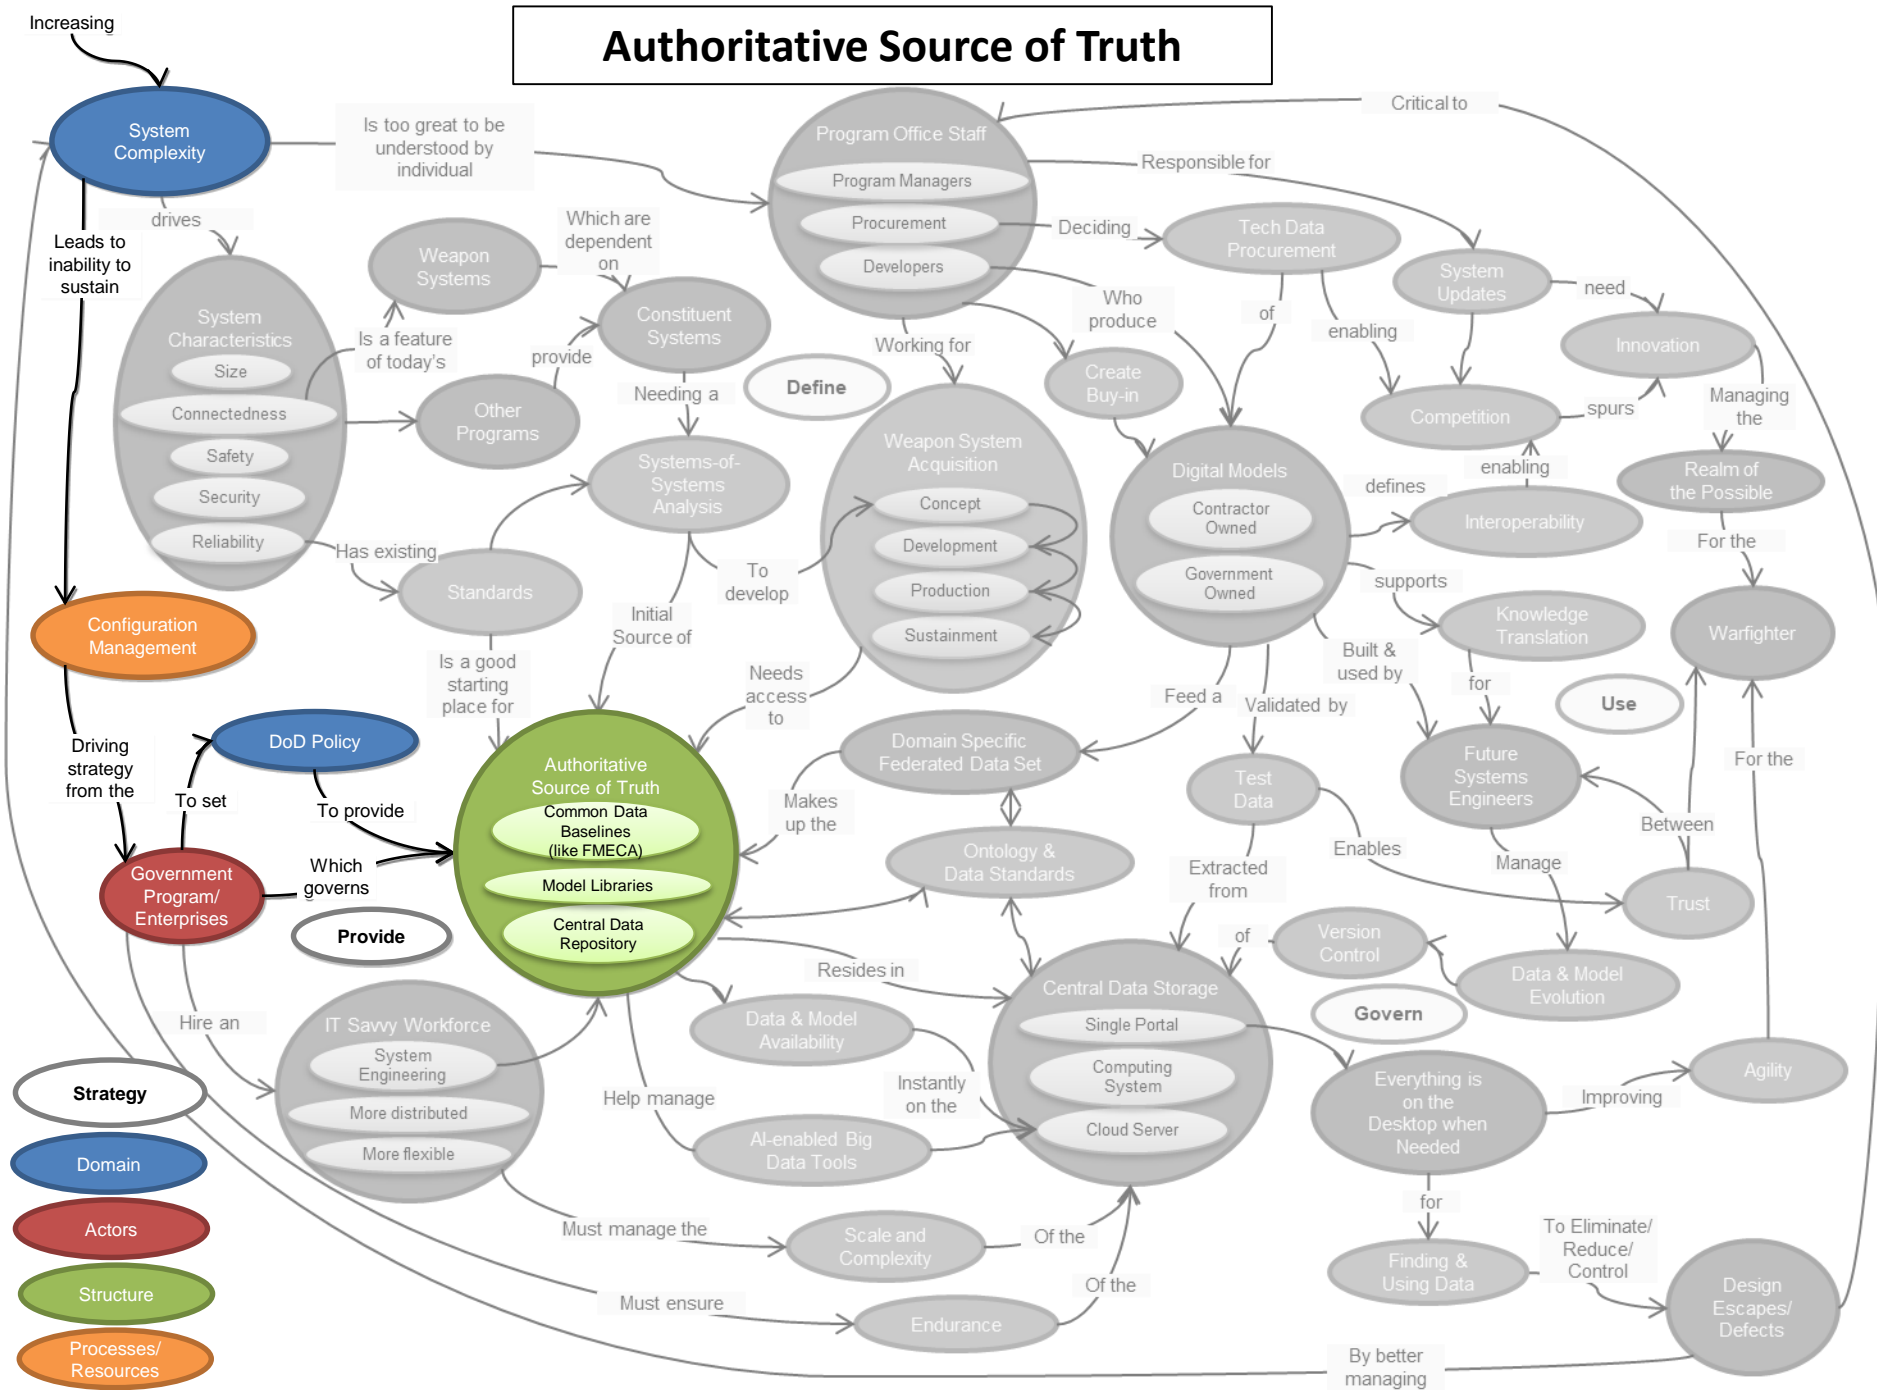 Increasing
Authoritative Source of Truth
System
Complexity
Is too great to be
understood by
individual
Program Office Staff
Program Managers
Procurement
Developers
Critical to
Responsible for
Deciding
Tech Data
Procurement
System
Updates
need
Innovation
drives
Leads to
inability to
sustain
Weapon
Systems
Which are
dependent
on
Constituent
Systems
System
Characteristics
Size
Connectedness
Safety
Security
Reliability
Is a feature
of today's
provide
Other
Programs
Needing a
Define
Working for
Create
Buy-in
Who
produce
of
enabling
Competition
spurs
Managing
the
Realm of
the Possible
Systems-of-
Systems
Analysis
Weapon System
Acquisition
Concept
Development
Production
Sustainment
Digital Models
Contractor
Owned
Government
Owned
defines
enabling
Interoperability
For the
Has existing
Standards
To
develop
Initial
Source of
supports
Knowledge
Translation
Warfighter
Configuration
Management
Is a good
starting
place for
Needs
access
to
Feed a
Validated by
Built &
used by
for
Use
Driving
strategy
from the
DoD Policy
To set
To provide
Authoritative
Source of Truth
Common Data
Baselines
(like FMECA)
Model Libraries
Central Data
Repository
Domain Specific
Federated Data Set
Makes
up the
Test
Data
Future
Systems
Engineers
For the
Between
Government
Program/
Enterprises
Which
governs
Provide
Ontology &
Data Standards
Extracted
from
Enables
Manage
Trust
Resides in
of
Version
Control
Data & Model
Evolution
Govern
Hire an
IT Savvy Workforce
System
Engineering
More distributed
More flexible
Data & Model
Availability
Central Data Storage
Single Portal
Computing
System
Cloud Server
Help manage
Instantly
on the
AI-enabled Big
Data Tools
Everything is
on the
Desktop when
Needed
Improving
Agility
Strategy
Domain
Actors
Structure
Processes/
Resources
Must manage the
Scale and
Complexity
Of the
Must ensure
Endurance
Of the
for
Finding &
Using Data
To Eliminate/
Reduce/
Control
Design
Escapes/
Defects
By better
managing